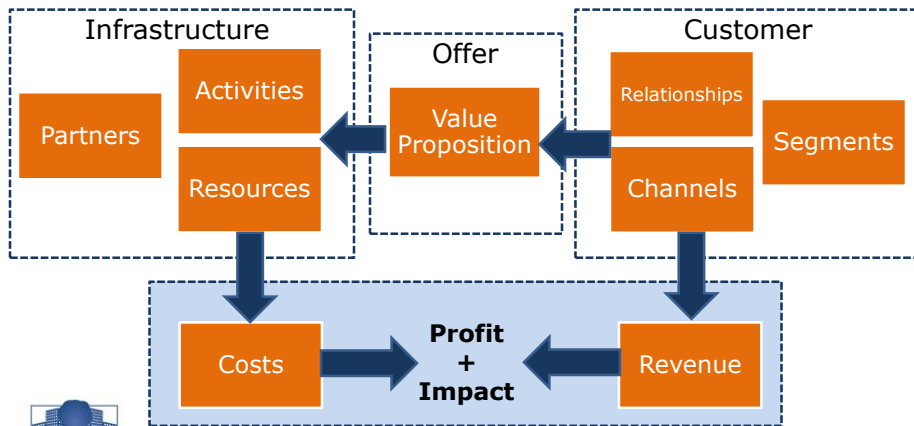 Infrastructure
Partners
Activities
Resources
Offer
Value
Proposition
Customer
Relationships
Channels
Segments
Costs
Profit
+
Impact
Revenue